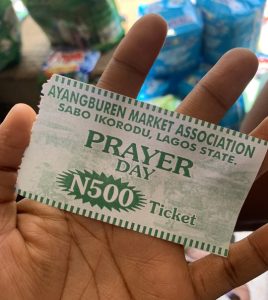 AYANGBUREN MARKET ASSOCIATION
SABO IKORODU, LAGOS STATE.
PRAYER
DAY
N500 Ticket